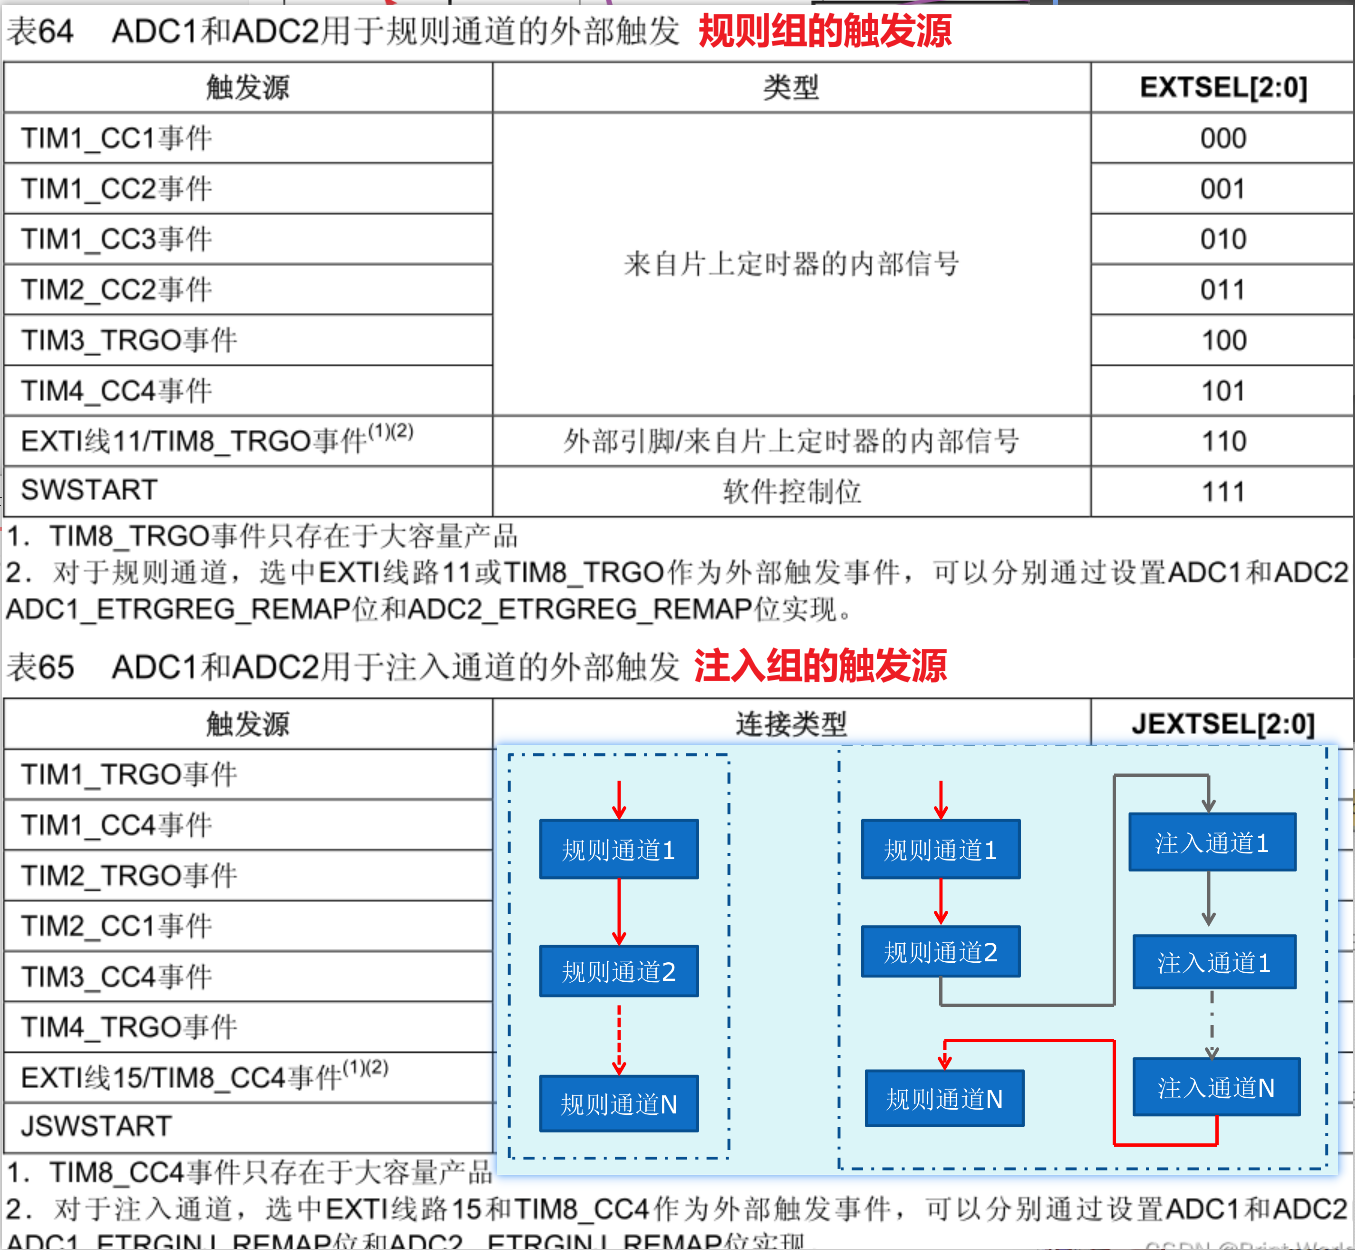 表64 ADC1和ADC2用于规则通道的外部触发 规则组的触发源
触发源 类型 EXTSEL[2:0]
TIM1_CC1事件 000
TIM1_CC2事件 001
TIM1_CC3事件 010
来自片上定时器的内部信号
TIM2_CC2事件 011
TIM3_TRGO事件 100
TIM4_CC4事件 101
EXTI线11/TIM8_TRGO事件(1)(2) 外部引脚/来自片上定时器的内部信号 110
SWSTART 软件控制位 111
1. TIM8_TRGO事件只存在于大容量产品
2. 对于规则通道，选中EXTI线路11或TIM8_TRGO作为外部触发事件，可以分别通过设置ADC1和ADC2
ADC1_ETRGREG_REMAP位和ADC2_ETRGREG_REMAP位实现。
表65 ADC1和ADC2用于注入通道的外部触发 注入组的触发源
触发源 连接类型 JEXTSEL[2:0]
TIM1_TRGO事件
TIM1_CC4事件
TIM2_TRGO事件
TIM2_CC1事件
TIM3_CC4事件
TIM4_TRGO事件
EXTI线15/TIM8_CC4事件(1)(2)
JSWSTART
规则通道1
规则通道2
规则通道N
规则通道1
规则通道2
规则通道N
注入通道1
注入通道1
注入通道N
1. TIM8_CC4事件只存在于大容量产品
2. 对于注入通道，选中EXTI线路15和TIM8_CC4作为外部触发事件，可以分别通过设置ADC1和ADC2
ADC1_ETRGINJ_REMAP位和ADC2_ETRGINJ_REMAP位实现